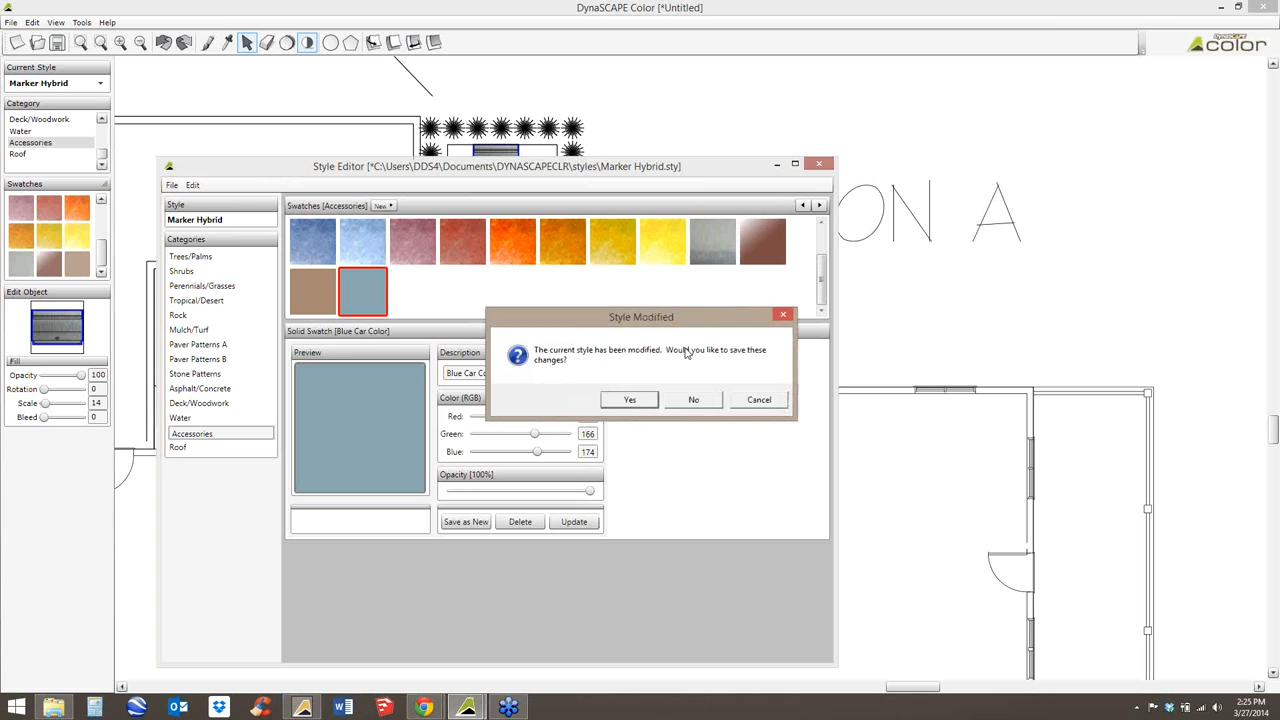 DynaSCAPE Color [*Untitled]
File Edit View Tools Help
DynaSCAPE
color
Current Style
Marker Hybrid
Category
Deck/Woodwork
Water
Accessories
Roof
Swatches
Edit Object
Fill
Opacity 100
Rotation 0
Scale 14
Bleed 0
ON A
Style Editor [*C:\Users\DDS4\Documents\DYNASCAPECLR\styles\Marker Hybrid.sty]
File Edit
Style
Marker Hybrid
Categories
Trees/Palms
Shrubs
Perennials/Grasses
Tropical/Desert
Rock
Mulch/Turf
Paver Patterns A
Paver Patterns B
Stone Patterns
Asphalt/Concrete
Deck/Woodwork
Water
Accessories
Roof
Swatches [Accessories] New
Solid Swatch [Blue Car Color]
Preview
Description
Blue Car Co
Color (RGB)
Red:
Green: 166
Blue: 174
Opacity [100%]
Save as New Delete Update
Style Modified
The current style has been modified. Would you like to save these
changes?
Yes No Cancel
2:25 PM
3/27/2014